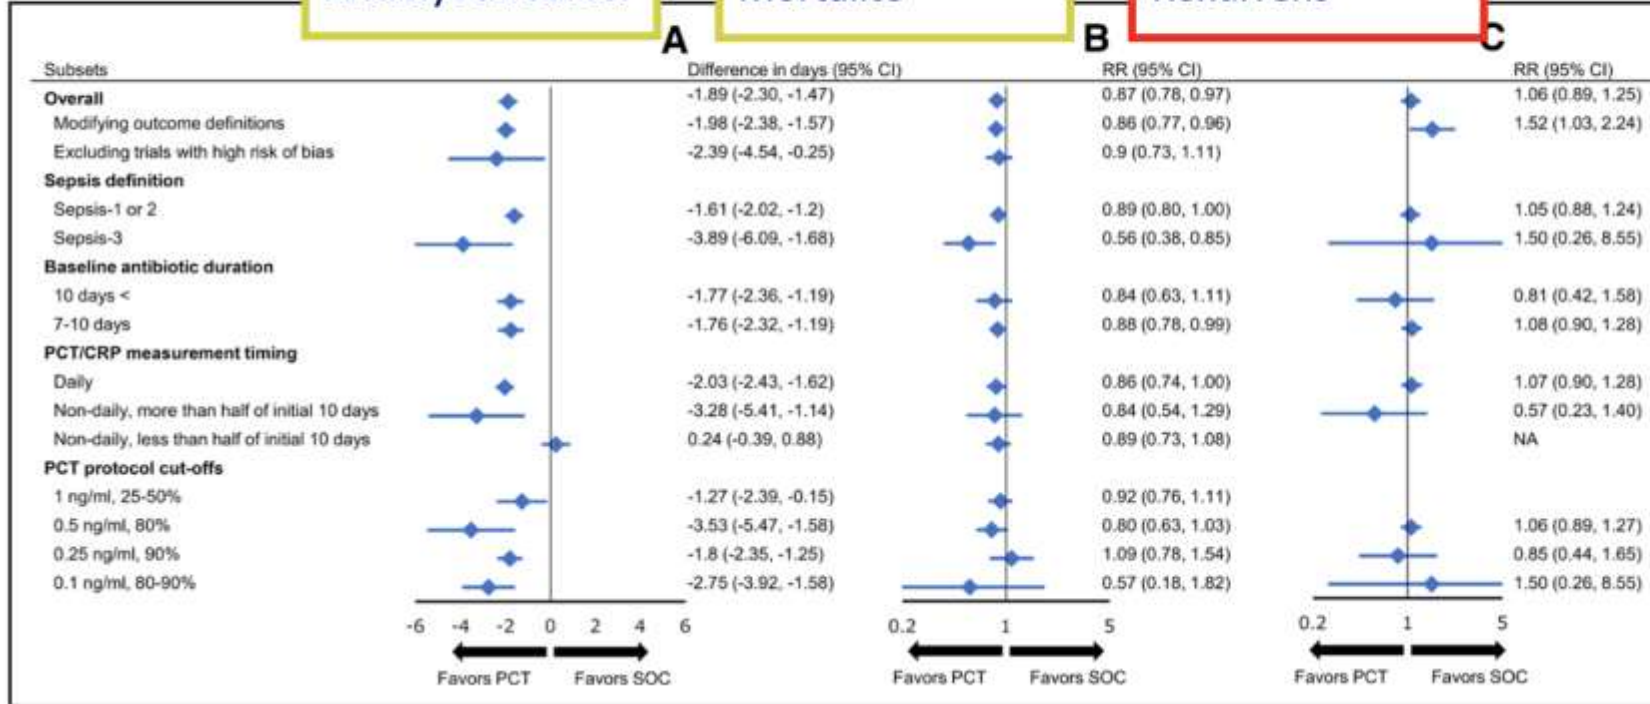 A B C
Subsets Difference in days (95% CI) RR (95% CI) RR (95% CI)
Overall -1.89 (-2.30, -1.47) 0.87 (0.78, 0.97) 1.06 (0.89, 1.25)
Modifying outcome definitions -1.98 (-2.38, -1.57) 0.86 (0.77, 0.96) 1.52 (1.03, 2.24)
Excluding trials with high risk of bias -2.39 (-4.54, -0.25) 0.9 (0.73, 1.11)
Sepsis definition
Sepsis-1 or 2 -1.61 (-2.02, -1.2) 0.89 (0.80, 1.00) 1.05 (0.88, 1.24)
Sepsis-3 -3.89 (-6.09, -1.68) 0.56 (0.38, 0.85) 1.50 (0.26, 8.55)
Baseline antibiotic duration
10 days < -1.77 (-2.36, -1.19) 0.84 (0.63, 1.11) 0.81 (0.42, 1.58)
7-10 days -1.76 (-2.32, -1.19) 0.88 (0.78, 0.99) 1.08 (0.90, 1.28)
PCT/CRP measurement timing
Daily -2.03 (-2.43, -1.62) 0.86 (0.74, 1.00) 1.07 (0.90, 1.28)
Non-daily, more than half of initial 10 days -3.28 (-5.41, -1.14) 0.84 (0.54, 1.29) 0.57 (0.23, 1.40)
Non-daily, less than half of initial 10 days 0.24 (-0.39, 0.88) 0.89 (0.73, 1.08) NA
PCT protocol cut-offs
1 ng/ml, 25-50% -1.27 (-2.39, -0.15) 0.92 (0.76, 1.11)
0.5 ng/ml, 80% -3.53 (-5.47, -1.58) 0.80 (0.63, 1.03) 1.06 (0.89, 1.27)
0.25 ng/ml, 90% -1.8 (-2.35, -1.25) 1.09 (0.78, 1.54) 0.85 (0.44, 1.65)
0.1 ng/ml, 80-90% -2.75 (-3.92, -1.58) 0.57 (0.18, 1.82) 1.50 (0.26, 8.55)
-6 -4 -2 0 2 4 6 0.2 1 5 0.2 1 5
Favors PCT Favors SOC Favors PCT Favors SOC Favors PCT Favors SOC